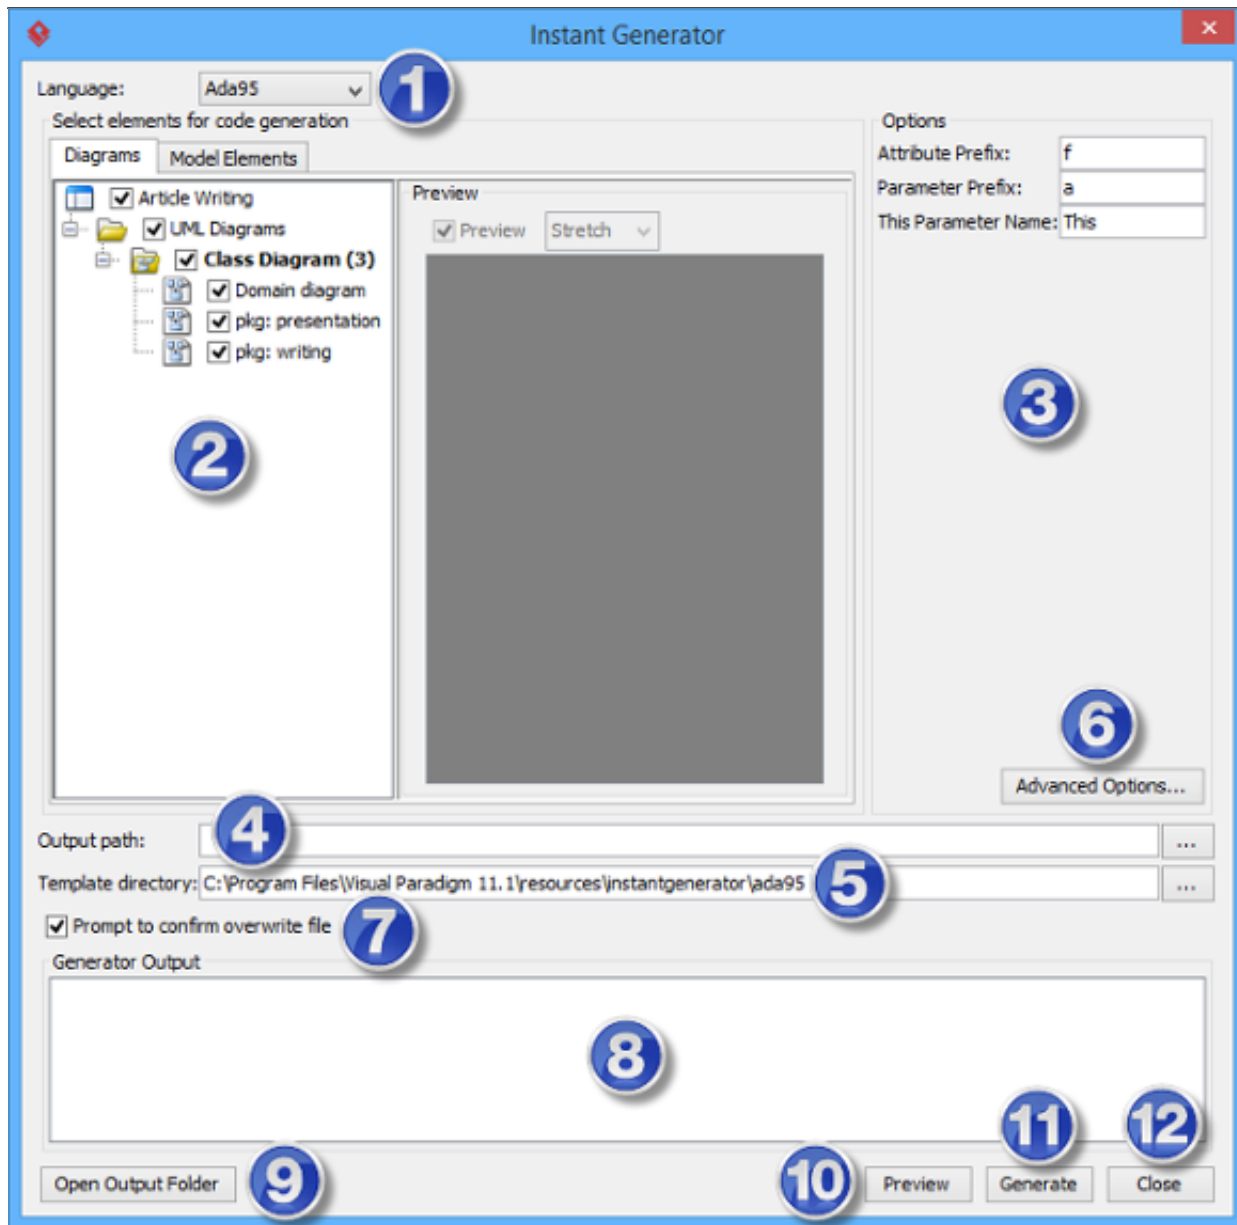 Instant Generator
Language: Ada95 1
Select elements for code generation
Diagrams Model Elements
Article Writing
UML Diagrams
Class Diagram (3)
Domain diagram
pkg: presentation
pkg: writing
2
Preview
Preview Stretch
Options
Attribute Prefix: f
Parameter Prefix: a
This Parameter Name: This
3
6
Advanced Options...
Output path: 4 ...
Template directory: C:\Program Files\Visual Paradigm 11.1\resources\instantgenerator\ada95 5 ...
Prompt to confirm overwrite file 7
Generator Output
8
11 12
Open Output Folder 9 10 Preview Generate Close